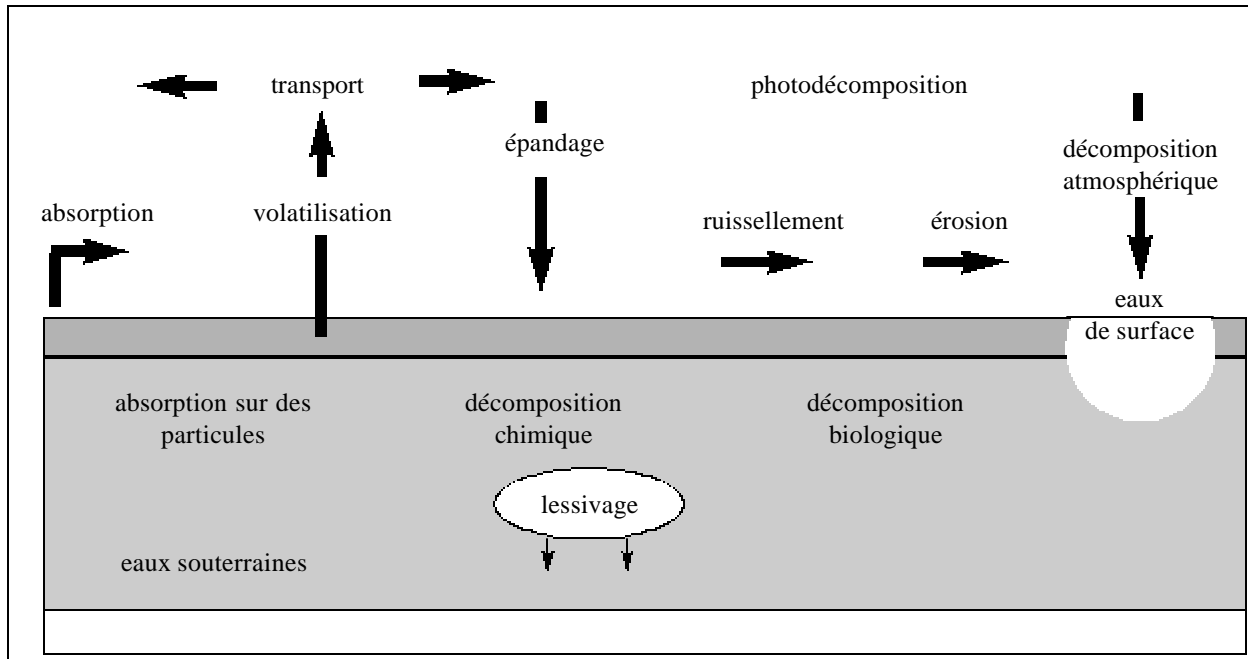 transport
photodécomposition
épandage
décomposition
atmosphérique
absorption
volatilisation
ruissellement
érosion
eaux
de surface
absorption sur des
particules
décomposition
chimique
décomposition
biologique
lessivage
eaux souterraines